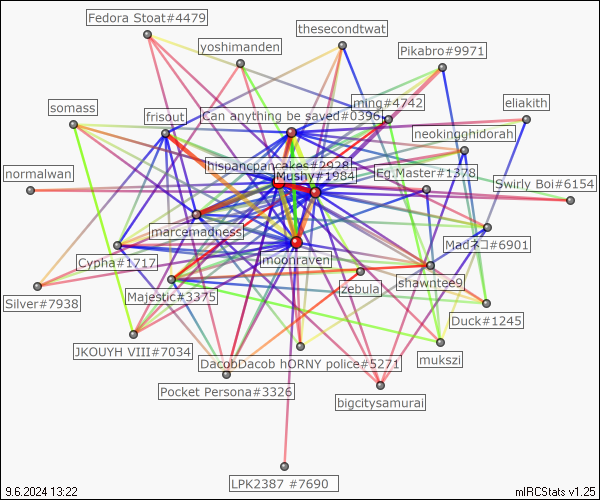 Fedora Stoat#4479
thesecondtwat
yoshimanden
Pikabro#9971
ming#4742
somass
eliakith
frisout
Can anything be saved#0396
neokingghidorah
hispancpancakes#2928
Mushy#1984
Eg.Master#1378
normalwan
Swirly Boi#6154
marcemadness
Madネコ#6901
Cypha#1717
moonraven
shawntee9
zebula
Majestic#3375
Silver#7938
Duck#1245
JKOUYH VIII#7034
mukszi
DacobDacob hORNY police#5271
Pocket Persona#3326
bigcitysamurai
LPK2387 #7690
9.6.2024 13:22
mIRCStats v1.25